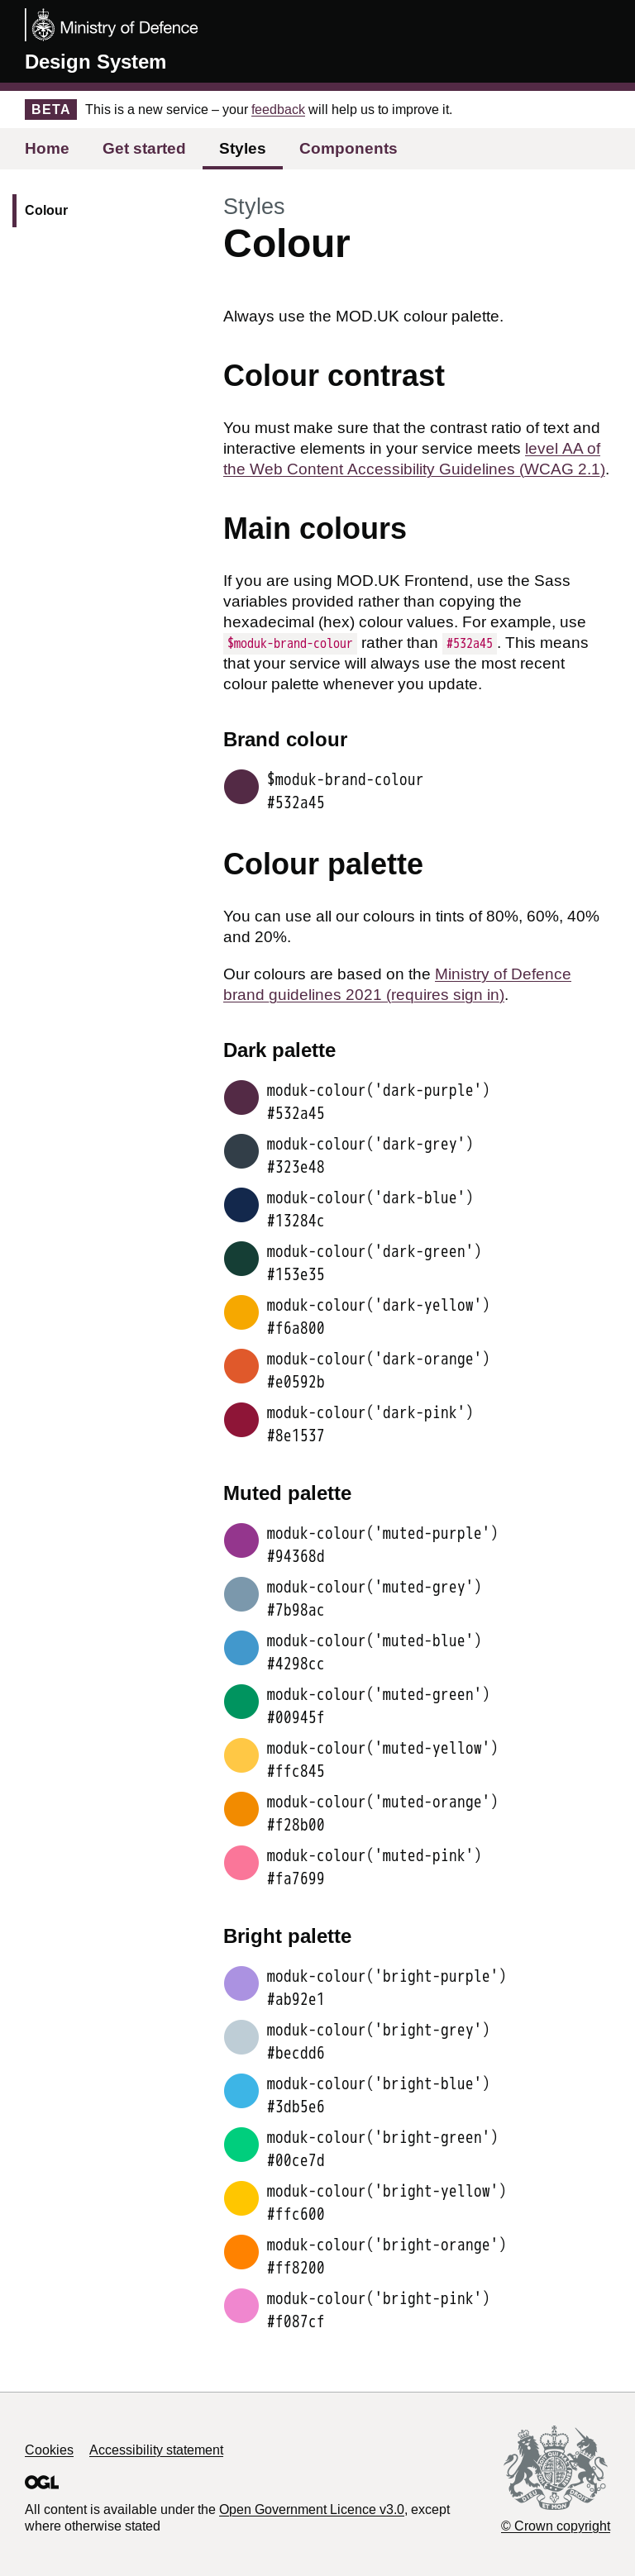 Ministry of Defence
Design System
BETA This is a new service – your feedback will help us to improve it.
Home Get started Styles Components
Colour
Styles
Colour
Always use the MOD.UK colour palette.
Colour contrast
You must make sure that the contrast ratio of text and
interactive elements in your service meets level AA of
the Web Content Accessibility Guidelines (WCAG 2.1).
Main colours
If you are using MOD.UK Frontend, use the Sass
variables provided rather than copying the
hexadecimal (hex) colour values. For example, use
$moduk-brand-colour rather than #532a45. This means
that your service will always use the most recent
colour palette whenever you update.
Brand colour
$moduk-brand-colour
#532a45
Colour palette
You can use all our colours in tints of 80%, 60%, 40%
and 20%.
Our colours are based on the Ministry of Defence
brand guidelines 2021 (requires sign in).
Dark palette
moduk-colour('dark-purple')
#532a45
moduk-colour('dark-grey')
#323e48
moduk-colour('dark-blue')
#13284c
moduk-colour('dark-green')
#153e35
moduk-colour('dark-yellow')
#f6a800
moduk-colour('dark-orange')
#e0592b
moduk-colour('dark-pink')
#8e1537
Muted palette
moduk-colour('muted-purple')
#94368d
moduk-colour('muted-grey')
#7b98ac
moduk-colour('muted-blue')
#4298cc
moduk-colour('muted-green')
#00945f
moduk-colour('muted-yellow')
#ffc845
moduk-colour('muted-orange')
#f28b00
moduk-colour('muted-pink')
#fa7699
Bright palette
moduk-colour('bright-purple')
#ab92e1
moduk-colour('bright-grey')
#becdd6
moduk-colour('bright-blue')
#3db5e6
moduk-colour('bright-green')
#00ce7d
moduk-colour('bright-yellow')
#ffc600
moduk-colour('bright-orange')
#ff8200
moduk-colour('bright-pink')
#f087cf
Cookies Accessibility statement
OGL
All content is available under the Open Government Licence v3.0, except
where otherwise stated
© Crown copyright